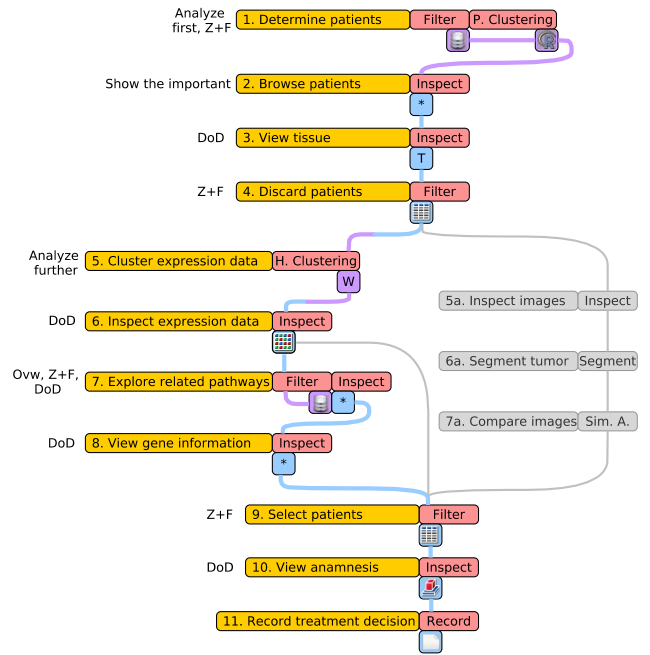 Analyze
first, Z+F
1. Determine patients Filter P. Clustering
R
Show the important 2. Browse patients Inspect
*
DoD 3. View tissue Inspect
T
Z+F 4. Discard patients Filter
Analyze
further
5. Cluster expression data H. Clustering
W
5a. Inspect images Inspect
DoD 6. Inspect expression data Inspect
6a. Segment tumor Segment
Ovw, Z+F,
DoD
7. Explore related pathways Filter Inspect
*
7a. Compare images Sim. A.
DoD 8. View gene information Inspect
*
Z+F 9. Select patients Filter
DoD 10. View anamnesis Inspect
11. Record treatment decision Record